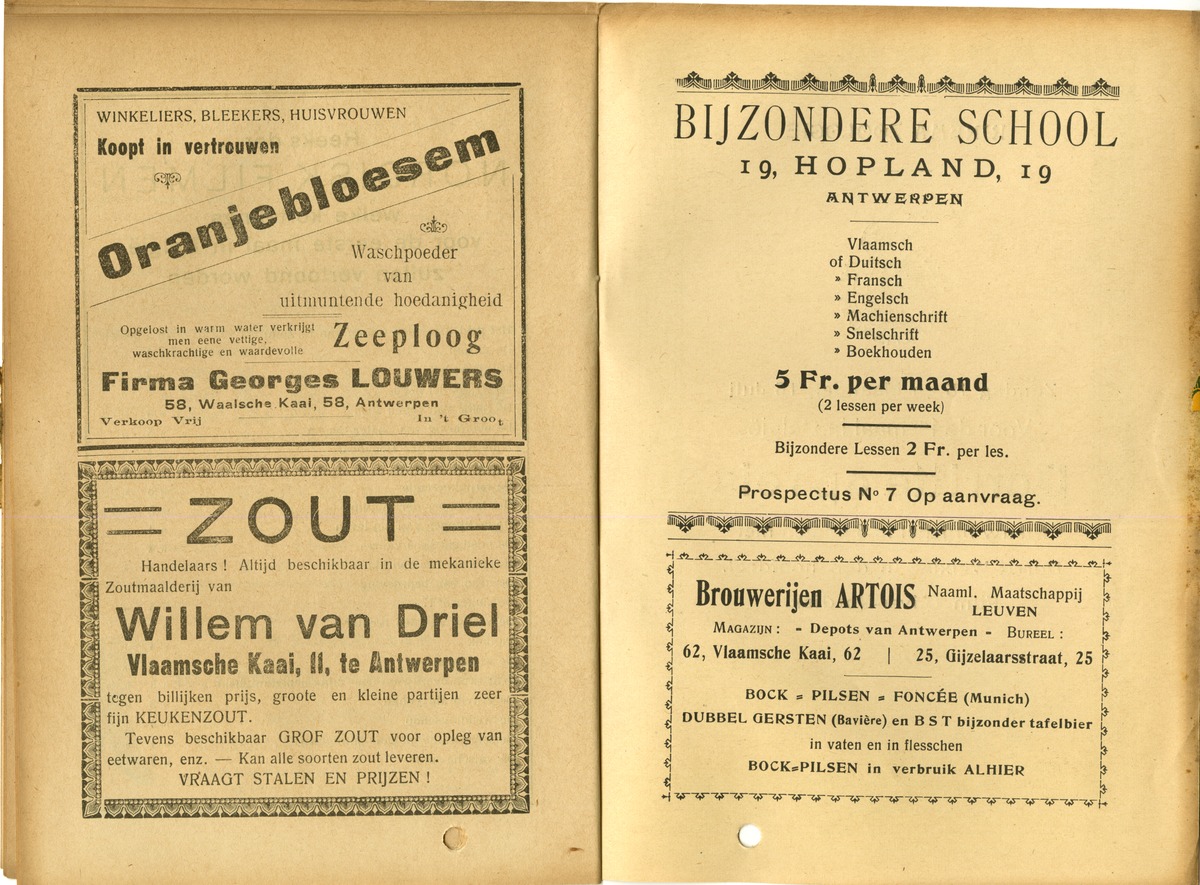 WINKELIERS, BLEEKERS, HUISVROUWEN
Koopt in vertrouwen
Oranjebloesem
Waschpoeder
van
uitmuntende hoedanigheid
Opgelost in warm water verkrijgt
men eene vettige,
waschkrachtige en waardevolle
Zeeploog
Firma Georges LOUWERS
58, Waalsche Kaai, 58, Antwerpen
Verkoop Vrij In 't Groot
ZOUT
Handelaars ! Altijd beschikbaar in de mekanieke
Zoutmaalderij van
Willem van Driel
Vlaamsche Kaai, 11, te Antwerpen
tegen billijken prijs, groote en kleine partijen zeer
fijn KEUKENZOUT.
Tevens beschikbaar GROF ZOUT voor opleg van
eetwaren, enz. — Kan alle soorten zout leveren.
VRAAGT STALEN EN PRIJZEN !
BIJZONDERE SCHOOL
19, HOPLAND, 19
ANTWERPEN
Vlaamsch
of Duitsch
» Fransch
» Engelsch
» Machienschrift
» Snelschrift
» Boekhouden
5 Fr. per maand
(2 lessen per week)
Bijzondere Lessen 2 Fr. per les.
Prospectus No 7 Op aanvraag.
Brouwerijen ARTOIS Naaml. Maatschappij
LEUVEN
MAGAZIJN : - Depots van Antwerpen - BUREEL :
62, Vlaamsche Kaai, 62 | 25, Gijzelaarsstraat, 25
BOCK = PILSEN = FONCÉE (Munich)
DUBBEL GERSTEN (Bavière) en B S T bijzonder tafelbier
in vaten en in flesschen
BOCK=PILSEN in verbruik ALHIER